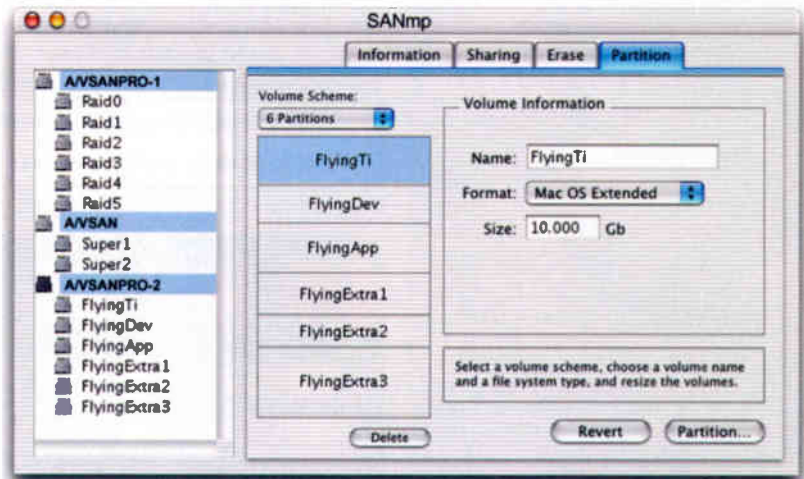 SANmp
Information Sharing Erase Partition
A/VSANPRO-1
Raid0
Raid1
Raid2
Raid3
Raid4
Raid5
A/VSAN
Super1
Super2
A/VSANPRO-2
FlyingTi
FlyingDev
FlyingApp
FlyingExtra1
FlyingExtra2
FlyingExtra3
Volume Scheme:
6 Partitions
FlyingTi
FlyingDev
FlyingApp
FlyingExtra1
FlyingExtra2
FlyingExtra3
Delete
Volume Information
Name: FlyingTi
Format: Mac OS Extended
Size: 10.000 Gb
Select a volume scheme, choose a volume name
and a file system type, and resize the volumes.
Revert Partition...